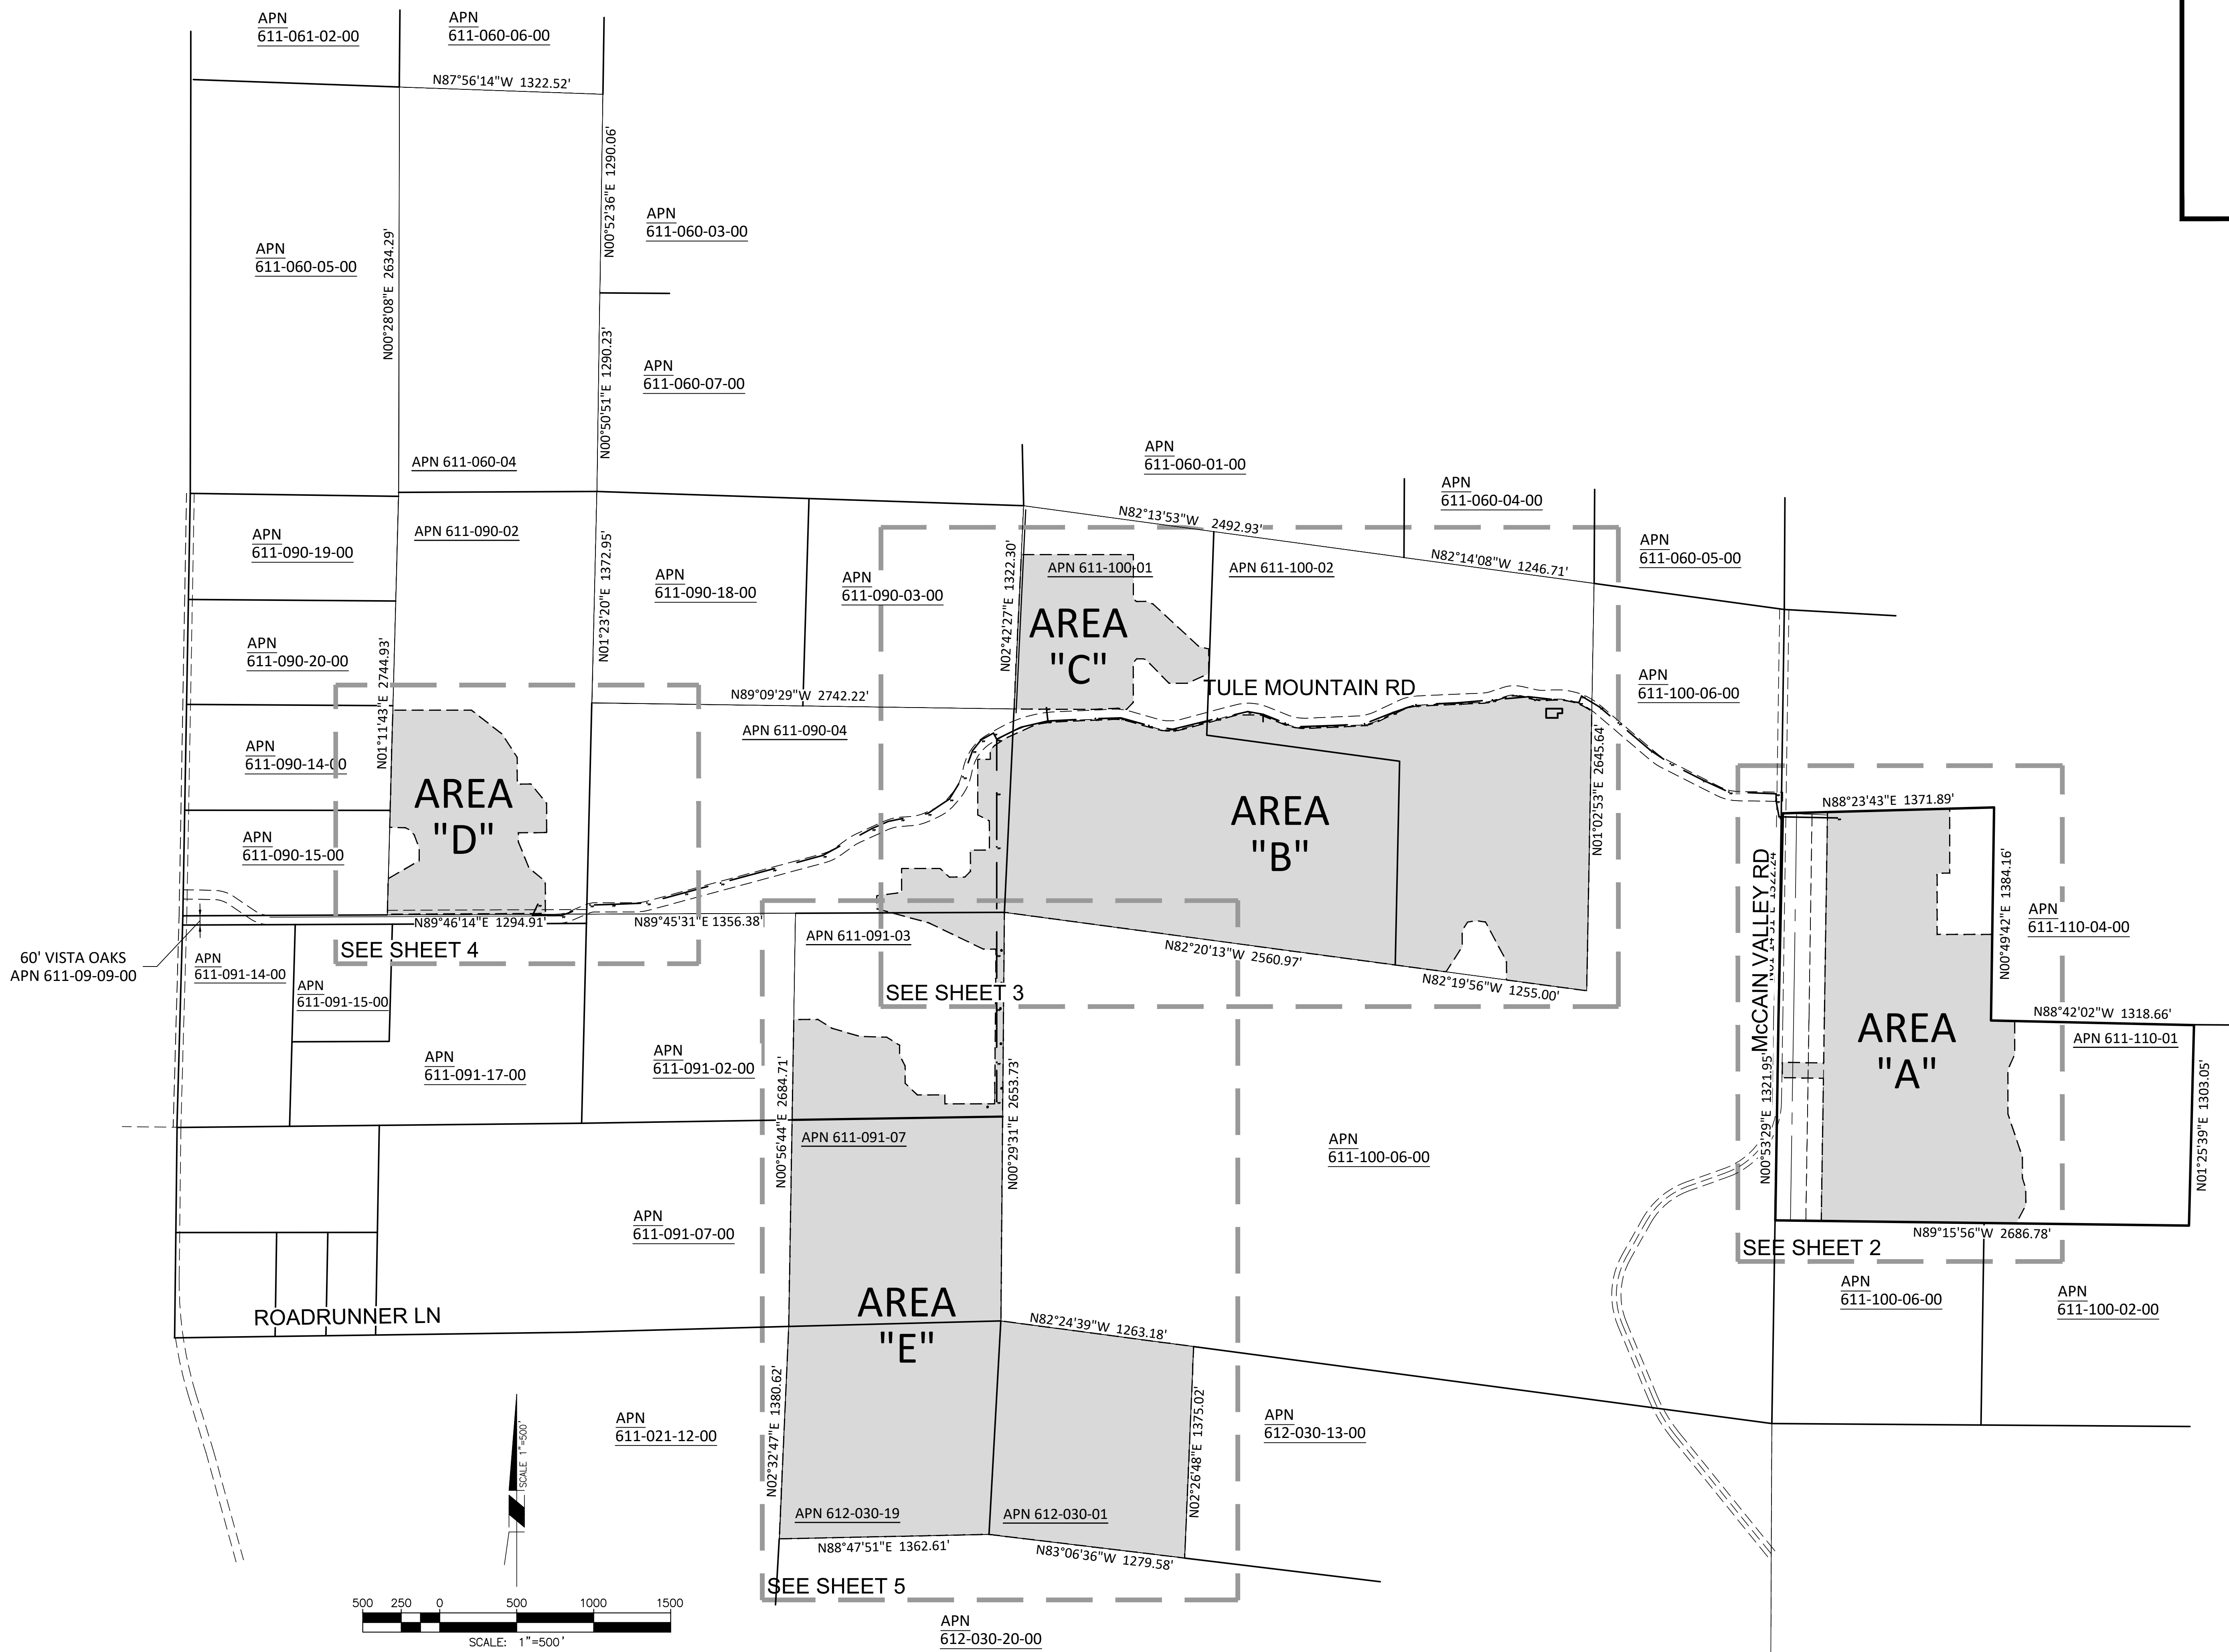 APN
611-061-02-00
APN
611-060-06-00
N87°56'14"W 1322.52'
N00°52'36"E 1290.06'
APN
611-060-03-00
APN
611-060-05-00
N00°28'08"E 2634.29'
N00°50'51"E 1290.23'
APN
611-060-07-00
APN 611-060-04
APN
611-060-01-00
APN
611-060-04-00
APN
611-090-19-00
APN 611-090-02
N01°23'20"E 1372.95'
APN
611-090-18-00
APN
611-090-03-00
N82°13'53"W 2492.93'
N82°14'08"W 1246.71'
APN
611-060-05-00
N02°42'27"E 1322.30'
APN 611-100-01
APN 611-100-02
AREA
"C"
APN
611-090-20-00
N01°11'43"E 2744.93'
N89°09'29"W 2742.22'
TULE MOUNTAIN RD
APN
611-100-06-00
APN 611-090-04
APN
611-090-14-00
N01°02'53"E 2645.64'
AREA
"D"
AREA
"B"
N88°23'43"E 1371.89'
APN
611-090-15-00
McCAIN VALLEY RD
N01°14'51"E 1322.24'
N00°49'42"E 1384.16'
APN
611-110-04-00
N89°46'14"E 1294.91'
N89°45'31"E 1356.38'
APN 611-091-03
SEE SHEET 4
N82°20'13"W 2560.97'
N82°19'56"W 1255.00'
60' VISTA OAKS
APN 611-09-09-00
APN
611-091-14-00
APN
611-091-15-00
SEE SHEET 3
N88°42'02"W 1318.66'
AREA
"A"
APN 611-110-01
APN
611-091-17-00
APN
611-091-02-00
N00°56'44"E 2684.71'
N00°29'31"E 2653.73'
N00°53'29"E 1321.95'
N01°25'39"E 1303.05'
APN 611-091-07
APN
611-100-06-00
APN
611-091-07-00
N89°15'56"W 2686.78'
SEE SHEET 2
APN
611-100-06-00
APN
611-100-02-00
ROADRUNNER LN
AREA
"E"
N82°24'39"W 1263.18'
N02°32'47"E 1380.62'
N02°26'48"E 1375.02'
APN
611-021-12-00
APN
612-030-13-00
APN 612-030-19
APN 612-030-01
N88°47'51"E 1362.61'
N83°06'36"W 1279.58'
SEE SHEET 5
SCALE 1"=500'
500 250 0 500 1000 1500
SCALE: 1"=500'
APN
612-030-20-00